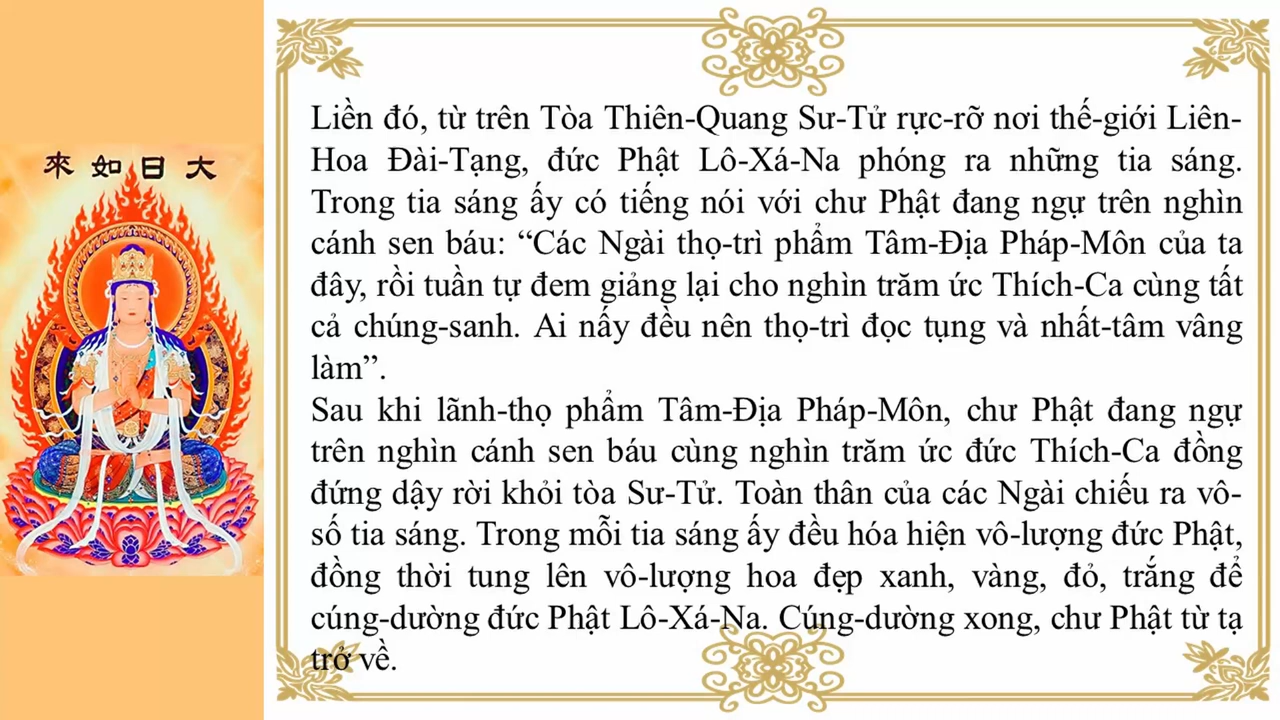 來如日大
Liền đó, từ trên Tòa Thiên-Quang Sư-Tử rực-rỡ nơi thế-giới Liên-
Hoa Đài-Tạng, đức Phật Lô-Xá-Na phóng ra những tia sáng.
Trong tia sáng ấy có tiếng nói với chư Phật đang ngự trên nghìn
cánh sen báu: “Các Ngài thọ-trì phẩm Tâm-Địa Pháp-Môn của ta
đây, rồi tuần tự đem giảng lại cho nghìn trăm ức Thích-Ca cùng tất
cả chúng-sanh. Ai nấy đều nên thọ-trì đọc tụng và nhất-tâm vâng
làm”.
Sau khi lãnh-thọ phẩm Tâm-Địa Pháp-Môn, chư Phật đang ngự
trên nghìn cánh sen báu cùng nghìn trăm ức đức Thích-Ca đồng
đứng dậy rời khỏi tòa Sư-Tử. Toàn thân của các Ngài chiếu ra vô-
số tia sáng. Trong mỗi tia sáng ấy đều hóa hiện vô-lượng đức Phật,
đồng thời tung lên vô-lượng hoa đẹp xanh, vàng, đỏ, trắng để
cúng-dường đức Phật Lô-Xá-Na. Cúng-dường xong, chư Phật từ tạ
trở về.